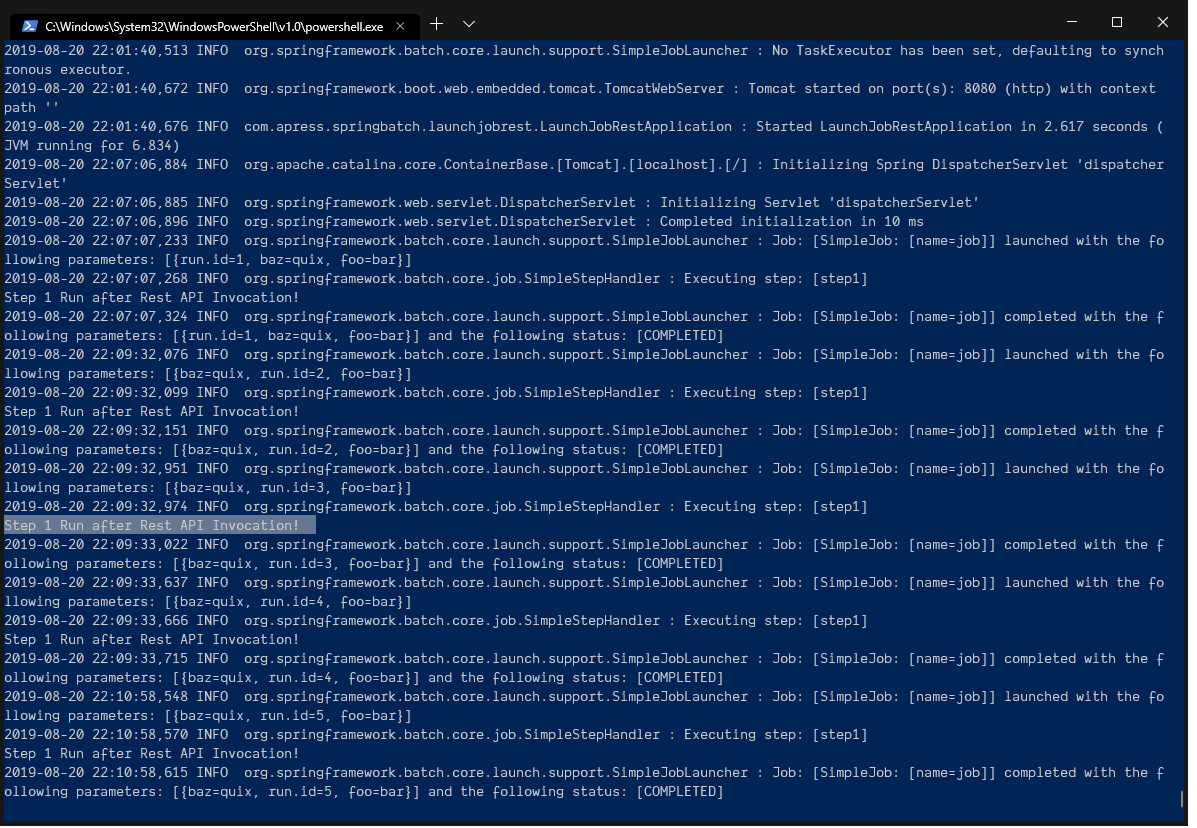 C:\Windows\System32\WindowsPowerShell\v1.0\powershell.exe
2019-08-20 22:01:40,513 INFO  org.springframework.batch.core.launch.support.SimpleJobLauncher : No TaskExecutor has been set, defaulting to synch
ronous executor.
2019-08-20 22:01:40,672 INFO  org.springframework.boot.web.embedded.tomcat.TomcatWebServer : Tomcat started on port(s): 8080 (http) with context
path ''
2019-08-20 22:01:40,676 INFO  com.apress.springbatch.launchjobrest.LaunchJobRestApplication : Started LaunchJobRestApplication in 2.617 seconds (
JVM running for 6.834)
2019-08-20 22:07:06,884 INFO  org.apache.catalina.core.ContainerBase.[Tomcat].[localhost].[/] : Initializing Spring DispatcherServlet 'dispatcher
Servlet'
2019-08-20 22:07:06,885 INFO  org.springframework.web.servlet.DispatcherServlet : Initializing Servlet 'dispatcherServlet'
2019-08-20 22:07:06,896 INFO  org.springframework.web.servlet.DispatcherServlet : Completed initialization in 10 ms
2019-08-20 22:07:07,233 INFO  org.springframework.batch.core.launch.support.SimpleJobLauncher : Job: [SimpleJob: [name=job]] launched with the fo
llowing parameters: [{run.id=1, baz=quix, foo=bar}]
2019-08-20 22:07:07,268 INFO  org.springframework.batch.core.job.SimpleStepHandler : Executing step: [step1]
Step 1 Run after Rest API Invocation!
2019-08-20 22:07:07,324 INFO  org.springframework.batch.core.launch.support.SimpleJobLauncher : Job: [SimpleJob: [name=job]] completed with the f
ollowing parameters: [{run.id=1, baz=quix, foo=bar}] and the following status: [COMPLETED]
2019-08-20 22:09:32,076 INFO  org.springframework.batch.core.launch.support.SimpleJobLauncher : Job: [SimpleJob: [name=job]] launched with the fo
llowing parameters: [{baz=quix, run.id=2, foo=bar}]
2019-08-20 22:09:32,099 INFO  org.springframework.batch.core.job.SimpleStepHandler : Executing step: [step1]
Step 1 Run after Rest API Invocation!
2019-08-20 22:09:32,151 INFO  org.springframework.batch.core.launch.support.SimpleJobLauncher : Job: [SimpleJob: [name=job]] completed with the f
ollowing parameters: [{baz=quix, run.id=2, foo=bar}] and the following status: [COMPLETED]
2019-08-20 22:09:32,951 INFO  org.springframework.batch.core.launch.support.SimpleJobLauncher : Job: [SimpleJob: [name=job]] launched with the fo
llowing parameters: [{baz=quix, run.id=3, foo=bar}]
2019-08-20 22:09:32,974 INFO  org.springframework.batch.core.job.SimpleStepHandler : Executing step: [step1]
Step 1 Run after Rest API Invocation!
2019-08-20 22:09:33,022 INFO  org.springframework.batch.core.launch.support.SimpleJobLauncher : Job: [SimpleJob: [name=job]] completed with the f
ollowing parameters: [{baz=quix, run.id=3, foo=bar}] and the following status: [COMPLETED]
2019-08-20 22:09:33,637 INFO  org.springframework.batch.core.launch.support.SimpleJobLauncher : Job: [SimpleJob: [name=job]] launched with the fo
llowing parameters: [{baz=quix, run.id=4, foo=bar}]
2019-08-20 22:09:33,666 INFO  org.springframework.batch.core.job.SimpleStepHandler : Executing step: [step1]
Step 1 Run after Rest API Invocation!
2019-08-20 22:09:33,715 INFO  org.springframework.batch.core.launch.support.SimpleJobLauncher : Job: [SimpleJob: [name=job]] completed with the f
ollowing parameters: [{baz=quix, run.id=4, foo=bar}] and the following status: [COMPLETED]
2019-08-20 22:10:58,548 INFO  org.springframework.batch.core.launch.support.SimpleJobLauncher : Job: [SimpleJob: [name=job]] launched with the fo
llowing parameters: [{baz=quix, run.id=5, foo=bar}]
2019-08-20 22:10:58,570 INFO  org.springframework.batch.core.job.SimpleStepHandler : Executing step: [step1]
Step 1 Run after Rest API Invocation!
2019-08-20 22:10:58,615 INFO  org.springframework.batch.core.launch.support.SimpleJobLauncher : Job: [SimpleJob: [name=job]] completed with the f
ollowing parameters: [{baz=quix, run.id=5, foo=bar}] and the following status: [COMPLETED]